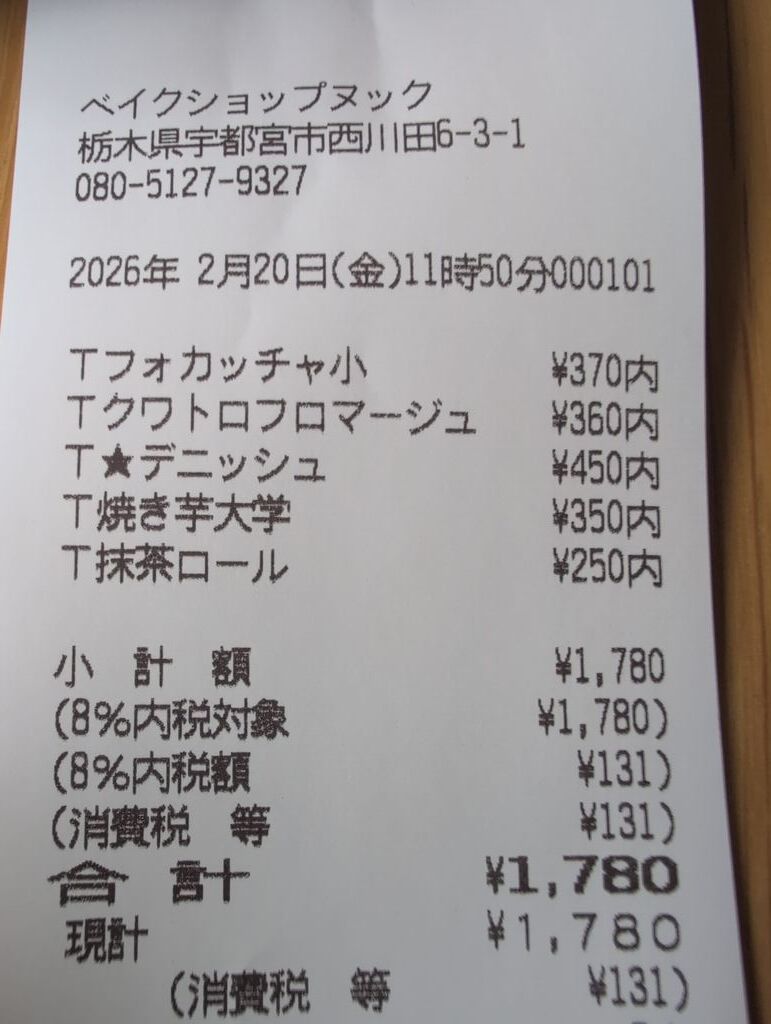 ベイクショップヌック
栃木県宇都宮市西川田6-3-1
080-5127-9327
2026年 2月20日(金)11時50分000101
Tフォカッチャ小 ¥370内
Tクワトロフロマージュ ¥360内
T★デニッシュ ¥450内
T焼き芋大学 ¥350内
T抹茶ロール ¥250内
小 計 額 ¥1,780
(8%内税対象 ¥1,780)
(8%内税額 ¥131)
(消費税 等 ¥131)
合 計 ¥1,780
現計 ¥1,780
(消費税 等 ¥131)